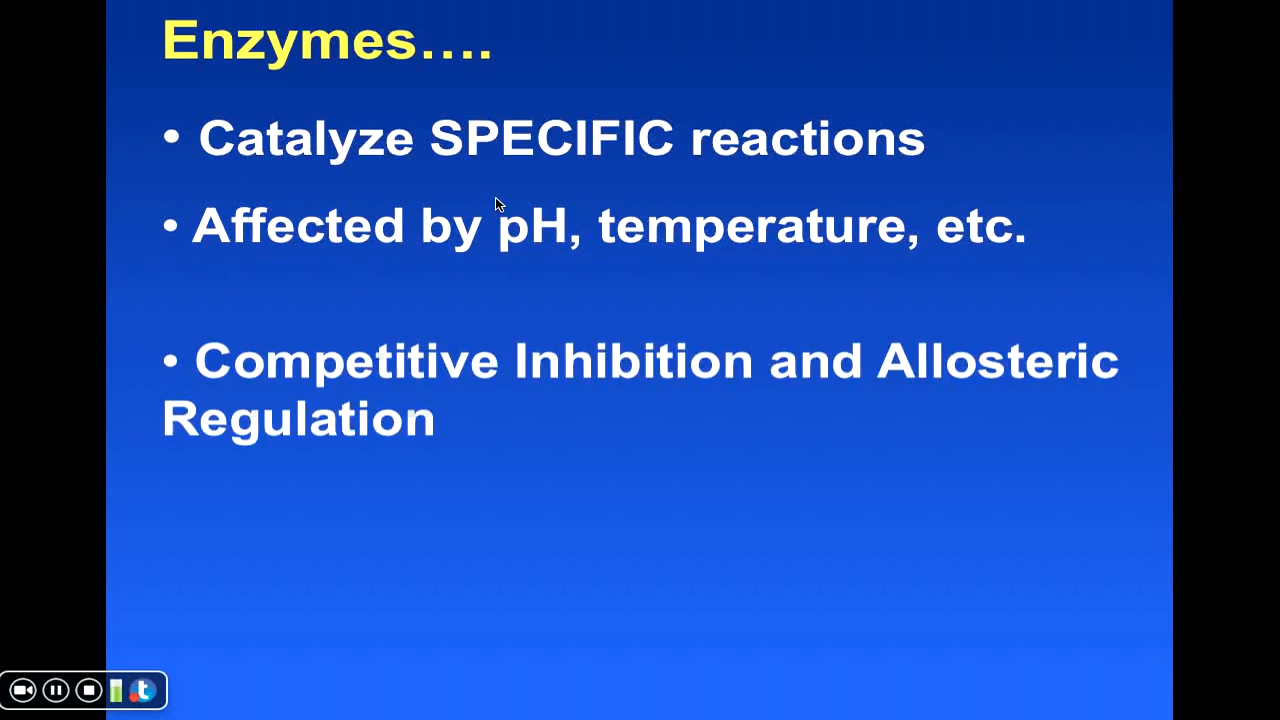 Enzymes….
• Catalyze SPECIFIC reactions
• Affected by pH, temperature, etc.
• Competitive Inhibition and Allosteric
Regulation
t